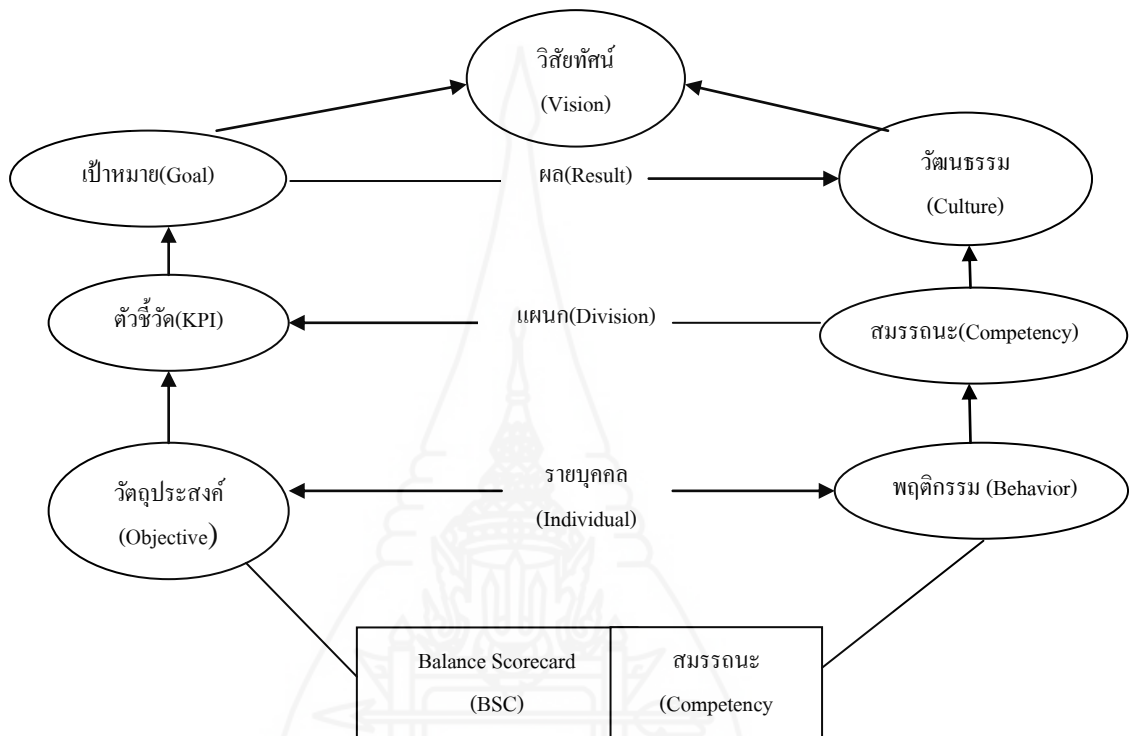 วิสัยทัศน์
(Vision)
เป้าหมาย(Goal)
ผล(Result)
วัฒนธรรม
(Culture)
ตัวชี้วัด(KPI)
แผนก(Division)
สมรรถนะ(Competency)
วัตถุประสงค์
(Objective)
รายบุคคล
(Individual)
พฤติกรรม (Behavior)
Balance Scorecard
(BSC)
สมรรถนะ
(Competency